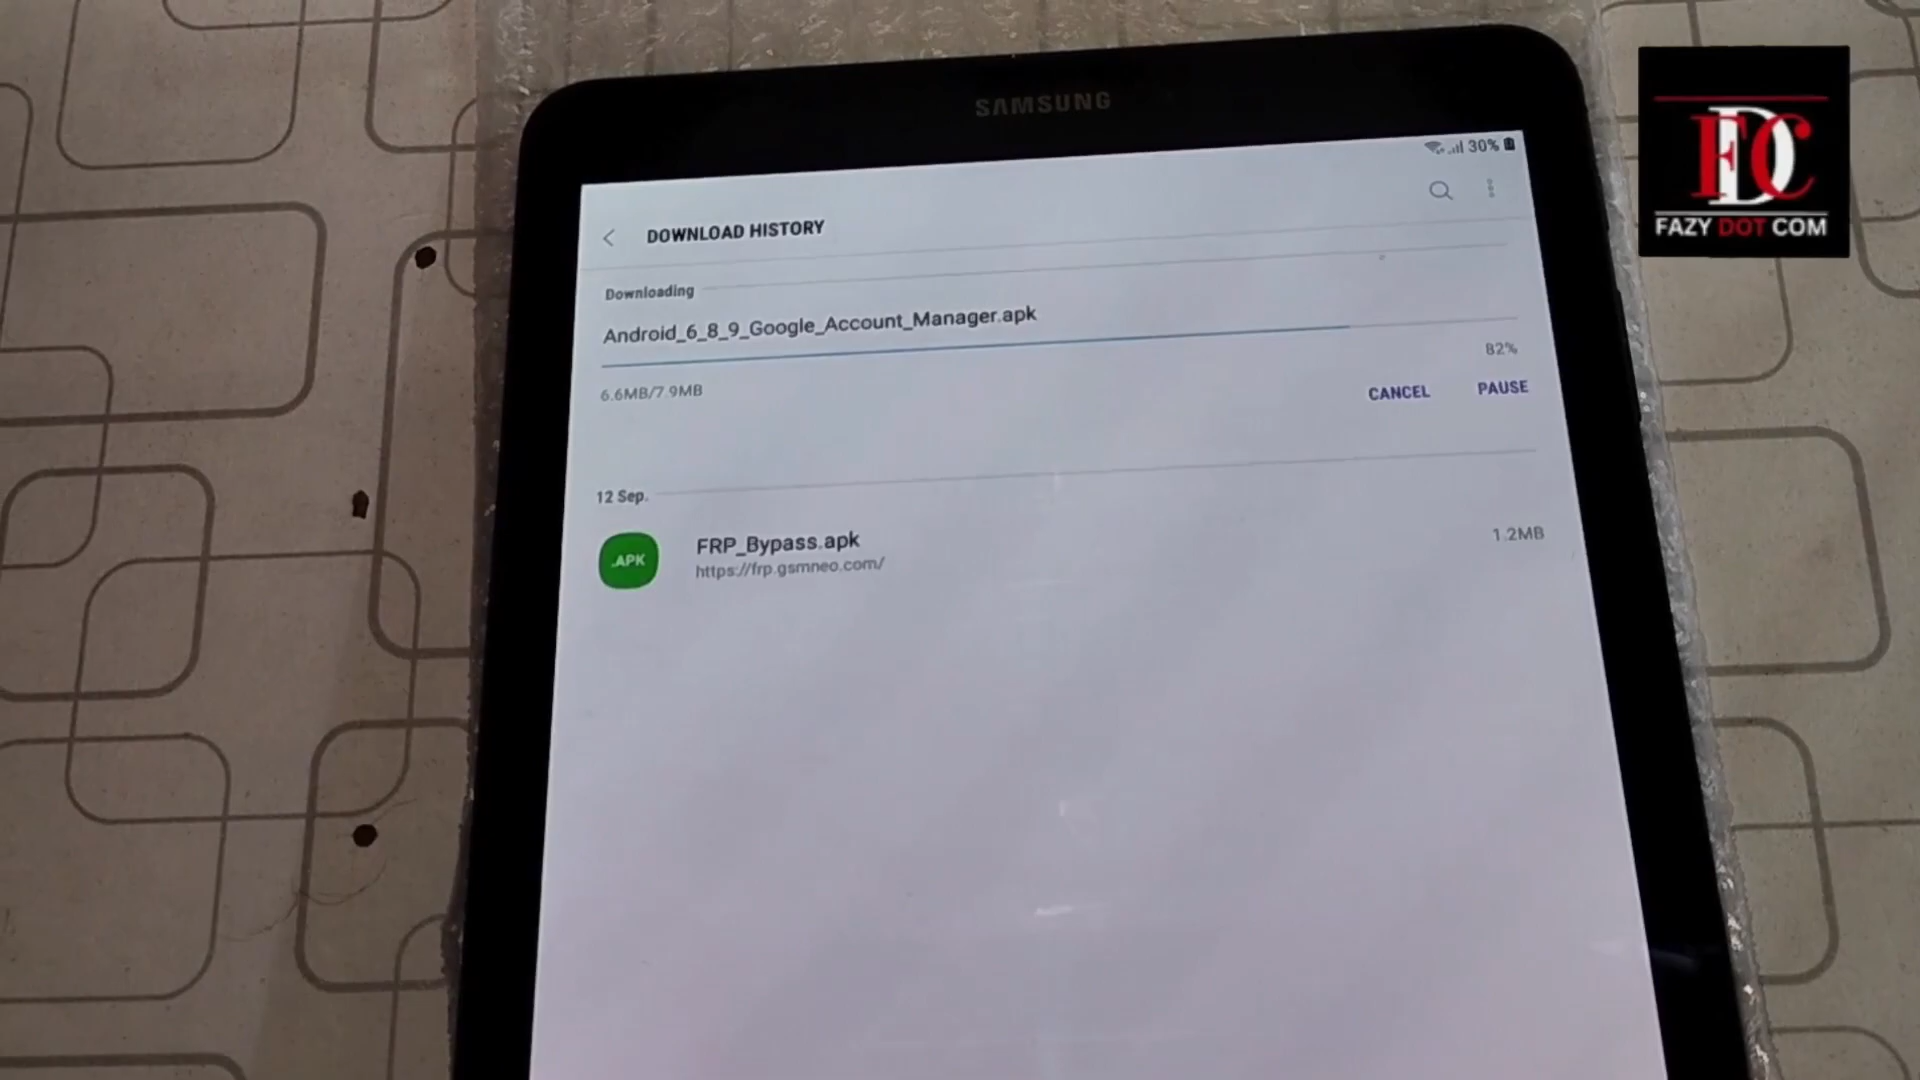 SAMSUNG
30%
DOWNLOAD HISTORY
Downloading
Android_6_8_9_Google_Account_Manager.apk
82%
6.6MB/7.9MB
CANCEL PAUSE
12 Sep.
.APK
FRP_Bypass.apk
1.2MB
https://frp.gsmneo.com/
FDC
FAZY DOT COM